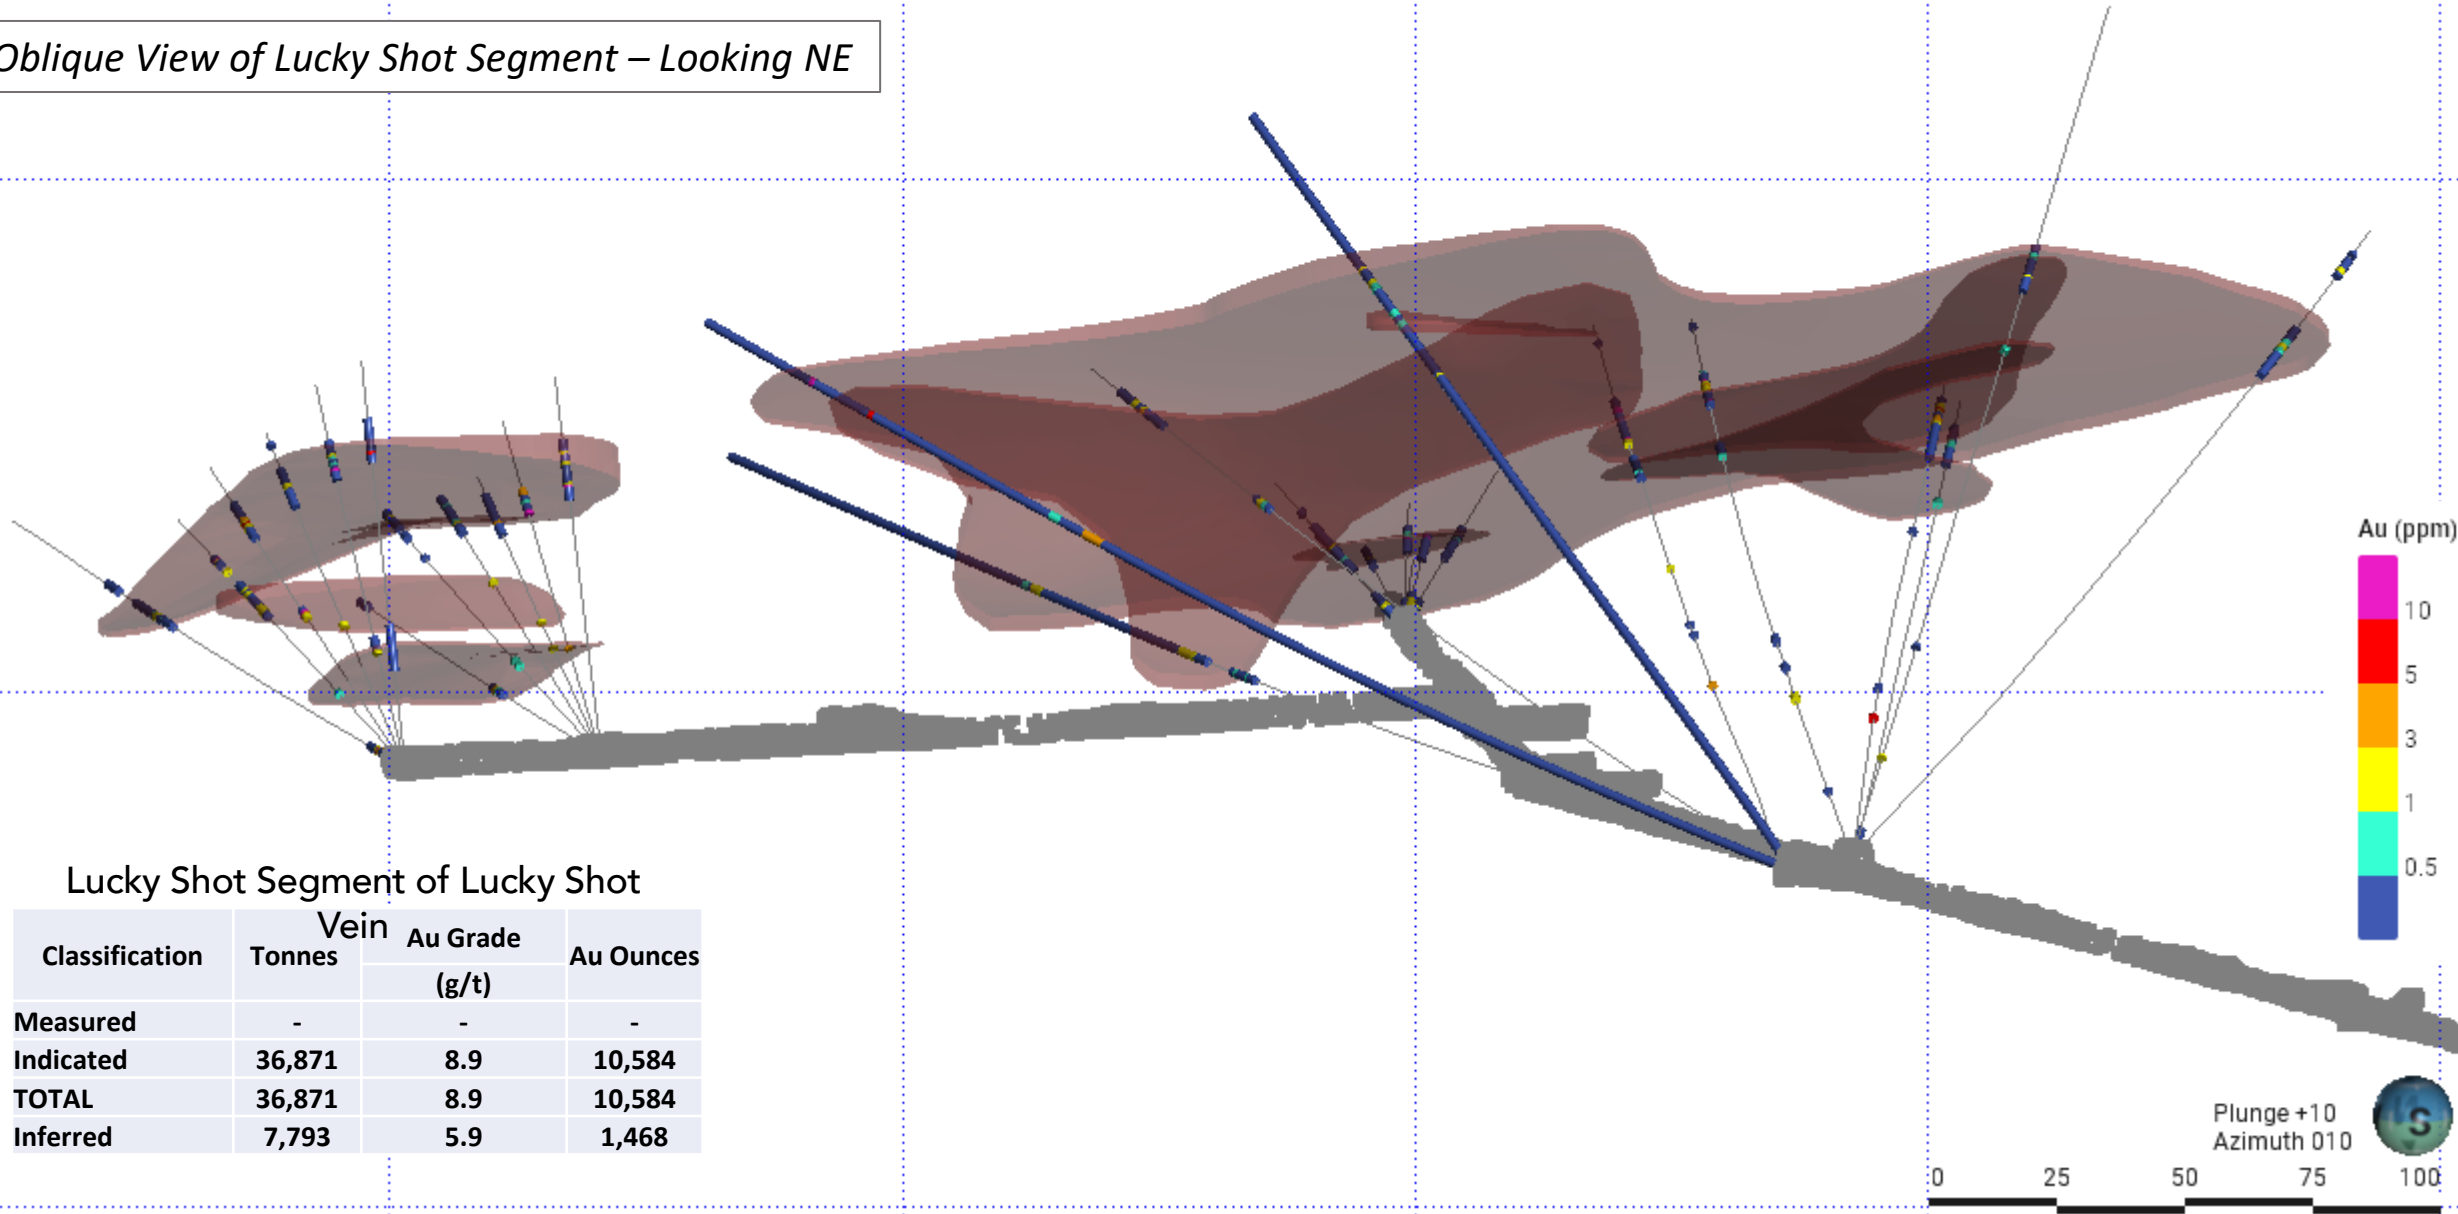 Oblique View of Lucky Shot Segment – Looking NE
Au (ppm)
10
5
3
1
0.5
Lucky Shot Segment of Lucky Shot
Vein
Classification Tonnes Au Grade Au Ounces
(g/t)
Measured - - -
Indicated 36,871 8.9 10,584
TOTAL 36,871 8.9 10,584
Inferred 7,793 5.9 1,468
Plunge +10
Azimuth 010
S
0 25 50 75 100